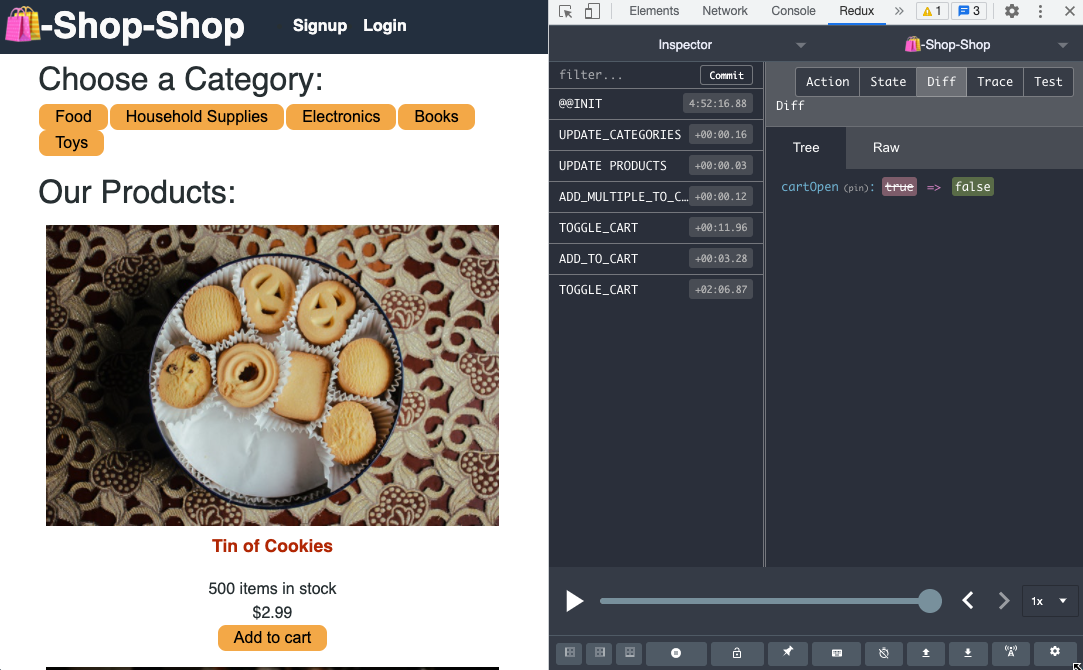 -Shop-Shop Signup Login
Choose a Category:
Food Household Supplies Electronics Books
Toys
Our Products:
Tin of Cookies
500 items in stock
$2.99
Add to cart
Elements Network Console Redux » 1 3
Inspector -Shop-Shop
filter... Commit
@@INIT 4:52:16.88
UPDATE_CATEGORIES +00:00.16
UPDATE PRODUCTS +00:00.03
ADD_MULTIPLE_TO_C… +00:00.12
TOGGLE_CART +00:11.96
ADD_TO_CART +00:03.28
TOGGLE_CART +02:06.87
Action State Diff Trace Test
Diff
Tree Raw
cartOpen (pin): true => false
1x